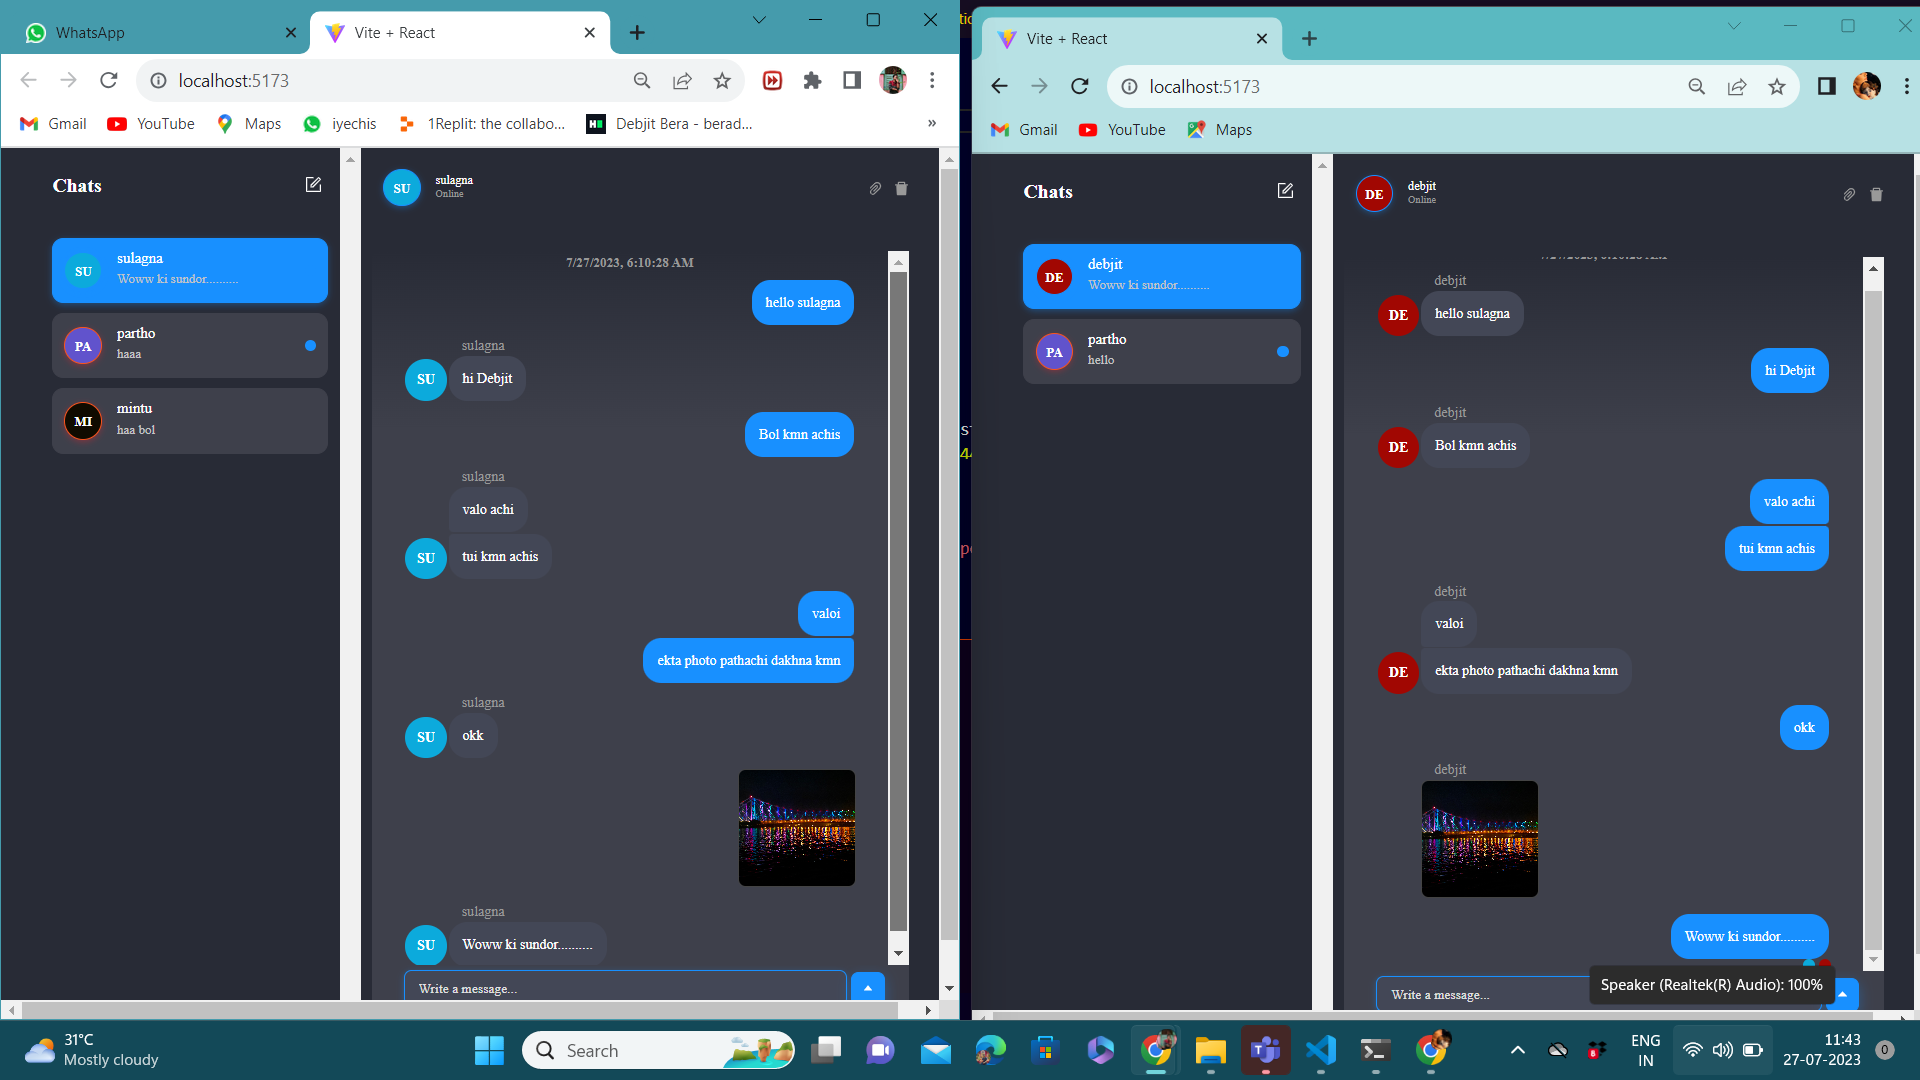 WhatsApp
Vite + React
localhost:5173
Gmail
YouTube
Maps
iyechis
1Replit: the collabo...
Debjit Bera - berad...
»
Chats
SU
sulagna
Woww ki sundor..........
PA
partho
haaa
MI
mintu
haa bol
SU
sulagna
Online
7/27/2023, 6:10:28 AM
hello sulagna
sulagna
SU
hi Debjit
Bol kmn achis
sulagna
valo achi
SU
tui kmn achis
valoi
ekta photo pathachi dakhna kmn
sulagna
SU
okk
sulagna
SU
Woww ki sundor..........
Write a message...
Vite + React
localhost:5173
Gmail
YouTube
Maps
Chats
DE
debjit
Woww ki sundor..........
PA
partho
hello
DE
debjit
Online
debjit
DE
hello sulagna
hi Debjit
debjit
DE
Bol kmn achis
valo achi
tui kmn achis
debjit
valoi
DE
ekta photo pathachi dakhna kmn
okk
debjit
Woww ki sundor..........
Write a message...
Speaker (Realtek(R) Audio): 100%
31°C
Mostly cloudy
Search
ENG
IN
11:43
27-07-2023
0